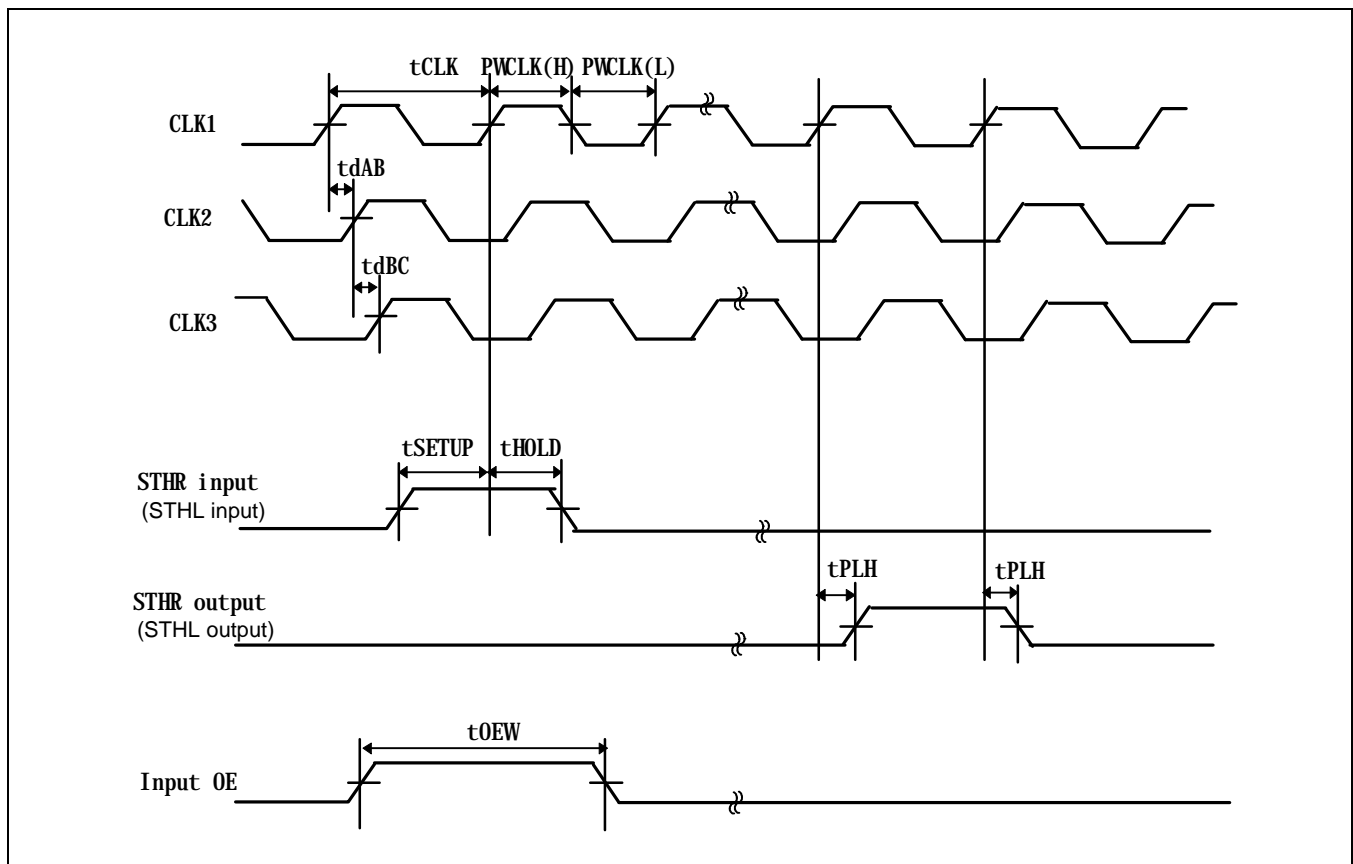 tCLK PWCLK(H) PWCLK(L)
CLK1
tdAB
CLK2
tdBC
CLK3
tSETUP tHOLD
STHR input
(STHL input)
tPLH tPLH
STHR output
(STHL output)
tOEW
Input OE